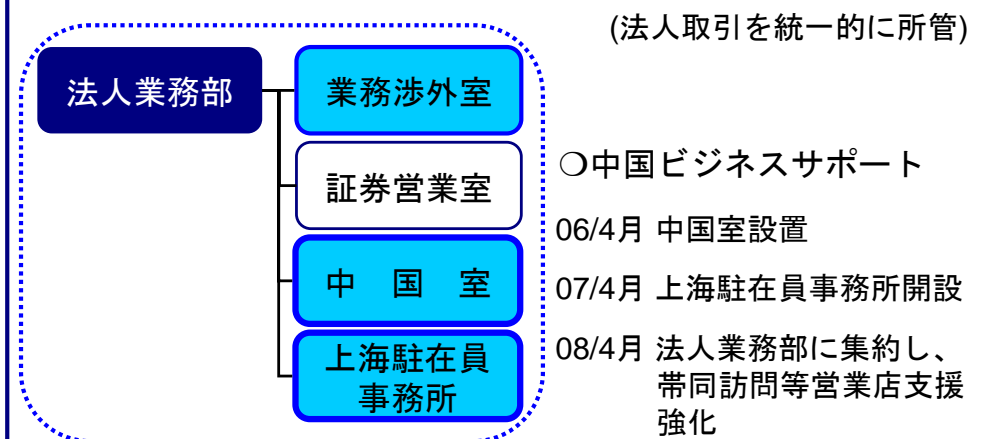 (法人取引を統一的に所管)
法人業務部
業務渉外室
証券営業室
中 国 室
上海駐在員
事務所
〇中国ビジネスサポート
06/4月 中国室設置
07/4月 上海駐在員事務所開設
08/4月 法人業務部に集約し、
帯同訪問等営業店支援
強化